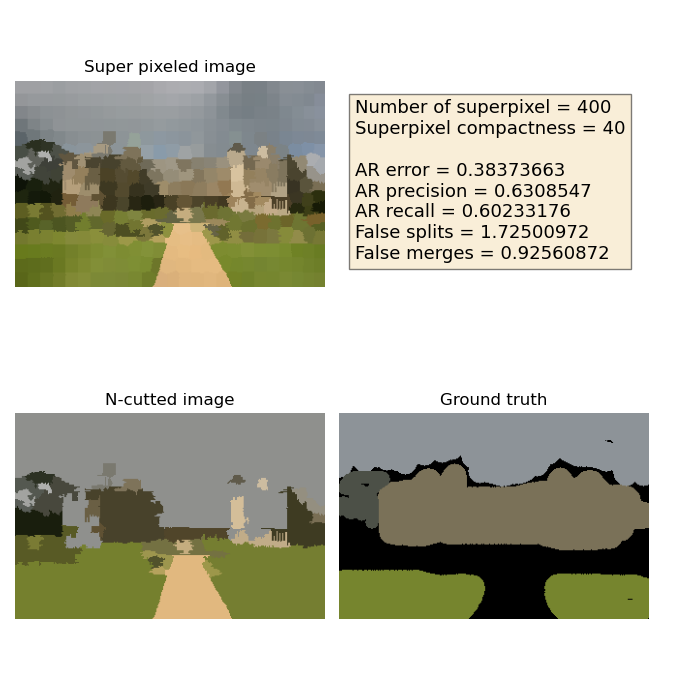 Super pixeled image
Number of superpixel = 400
Superpixel compactness = 40
AR error = 0.38373663
AR precision = 0.6308547
AR recall = 0.60233176
False splits = 1.72500972
False merges = 0.92560872
N-cutted image
Ground truth